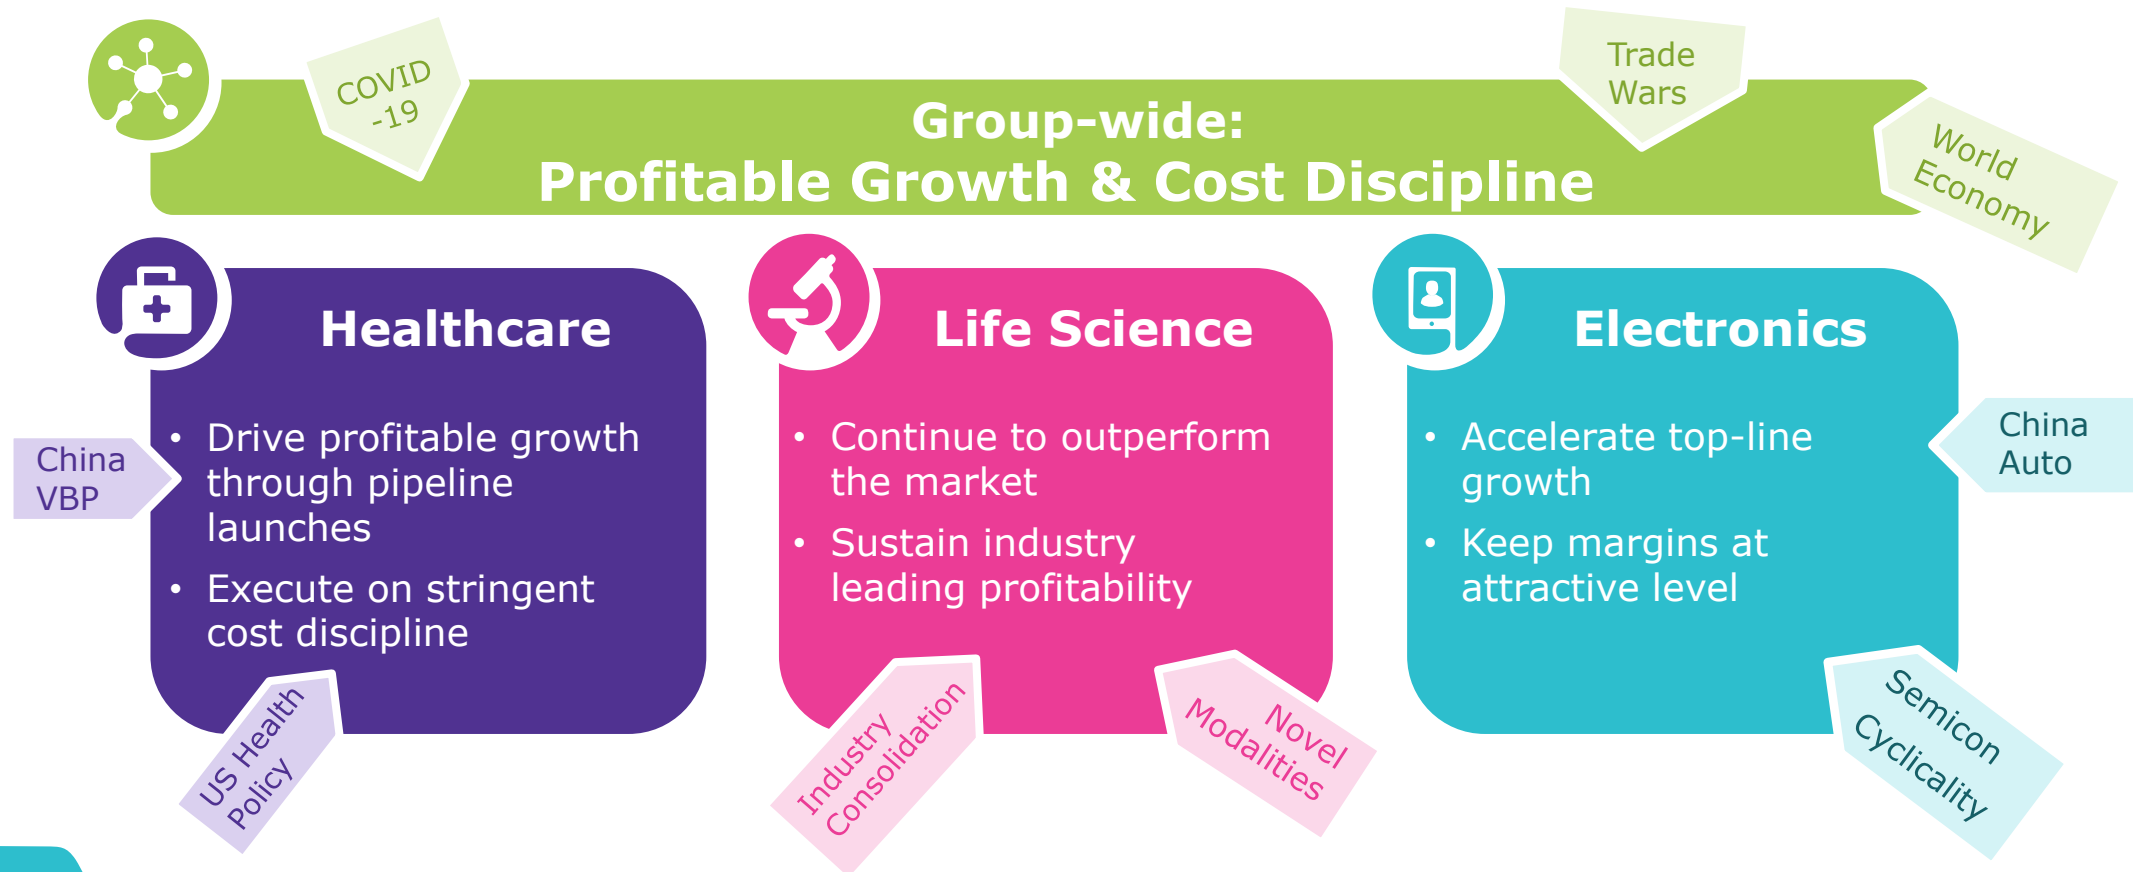 COVID
-19
Trade
Wars
World
Economy
Group-wide:
Profitable Growth & Cost Discipline
Healthcare
• Drive profitable growth
through pipeline
launches
• Execute on stringent
cost discipline
China
VBP
US Health
Policy
Life Science
• Continue to outperform
the market
• Sustain industry
leading profitability
Industry
Consolidation
Novel
Modalities
Electronics
• Accelerate top-line
growth
• Keep margins at
attractive level
China
Auto
Semicon
Cyclicality